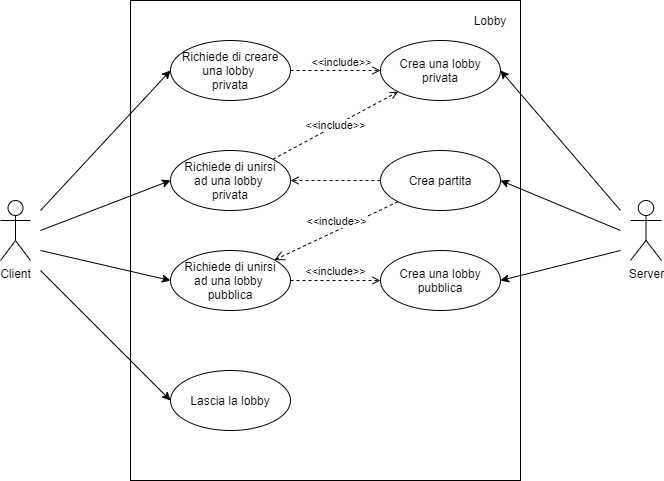 Lobby
Richiede di creare
una lobby
privata
<<include>>
Crea una lobby
privata
<<include>>
Richiede di unirsi
ad una lobby
privata
Crea partita
<<include>>
Client
Server
Richiede di unirsi
ad una lobby
pubblica
<<include>>
Crea una lobby
pubblica
Lascia la lobby